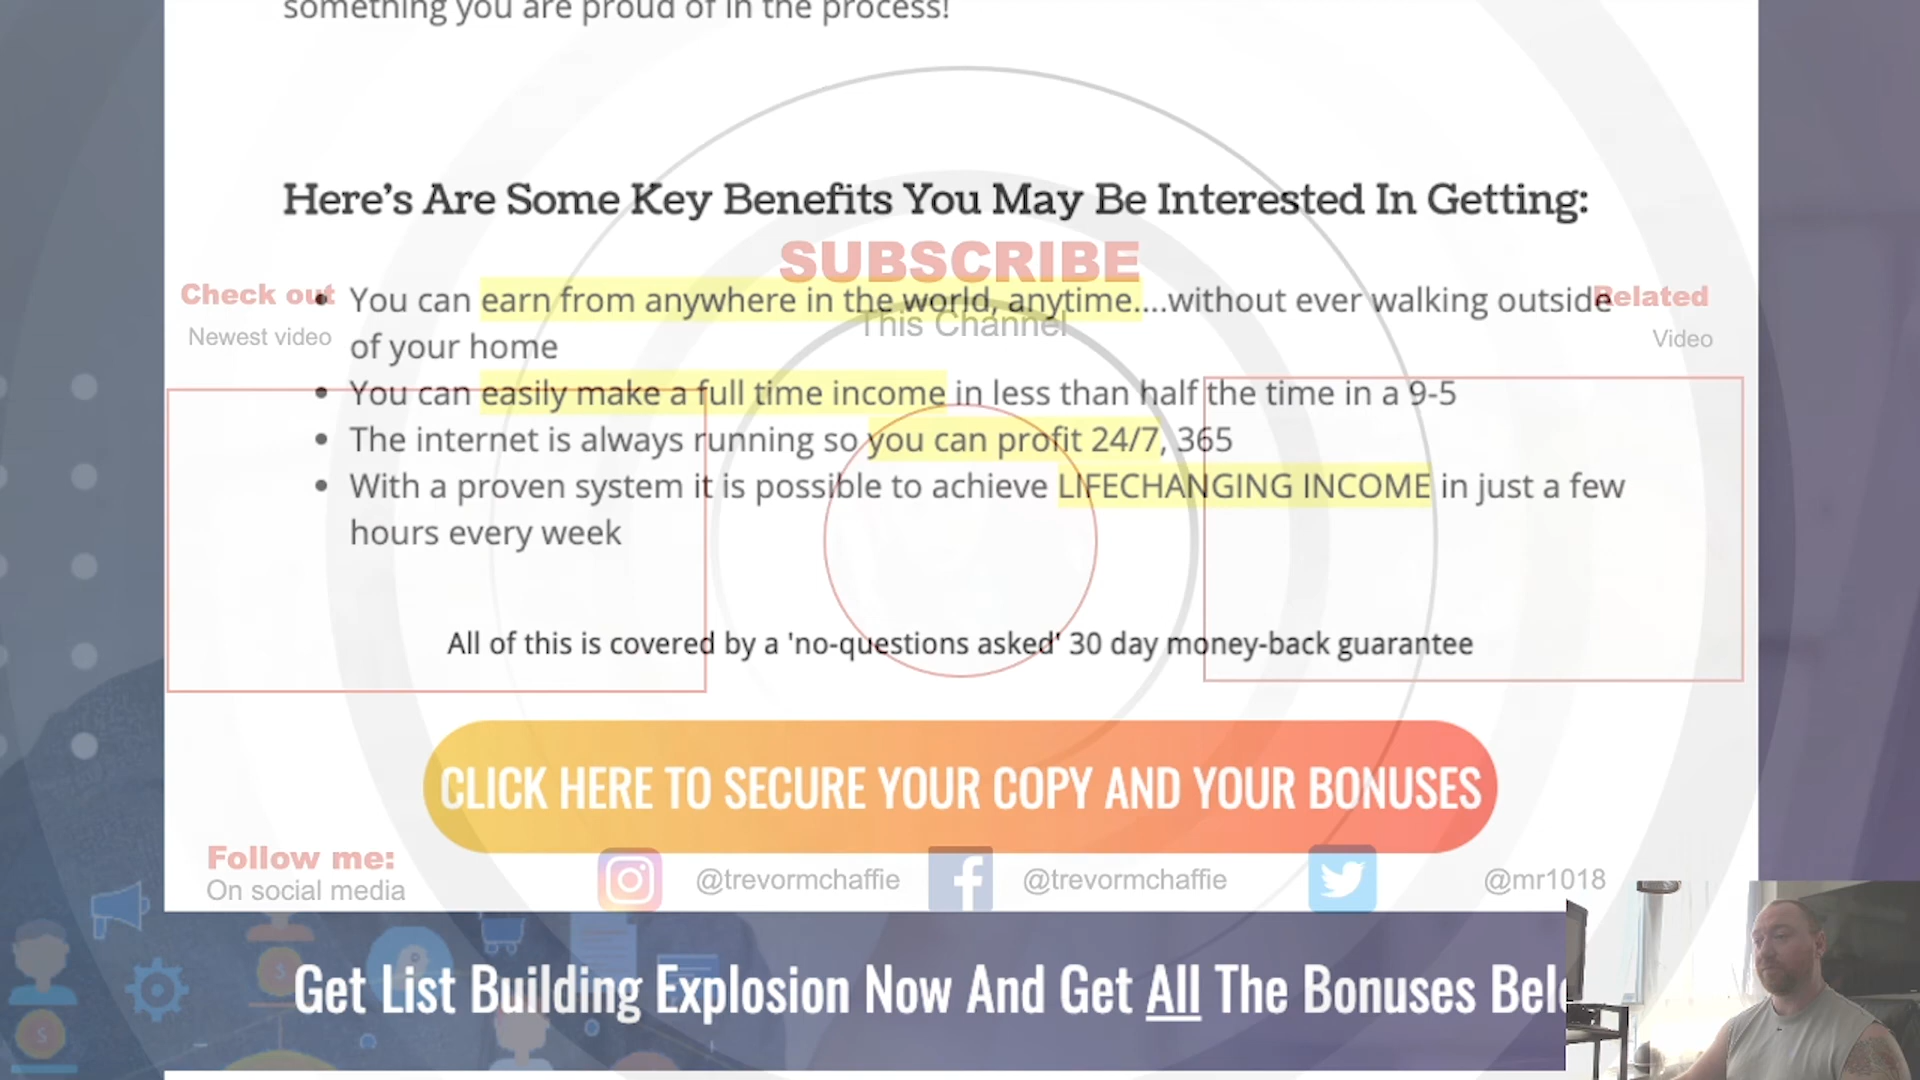 something you are proud of in the process!
Here's Are Some Key Benefits You May Be Interested In Getting:
SUBSCRIBE
This Channel
Check out
Newest video
Related
Video
• You can earn from anywhere in the world, anytime....without ever walking outside
of your home
• You can easily make a full time income in less than half the time in a 9-5
• The internet is always running so you can profit 24/7, 365
• With a proven system it is possible to achieve LIFECHANGING INCOME in just a few
hours every week
All of this is covered by a 'no-questions asked' 30 day money-back guarantee
CLICK HERE TO SECURE YOUR COPY AND YOUR BONUSES
Follow me:
On social media
@trevormchaffie
@trevormchaffie
@mr1018
Get List Building Explosion Now And Get All The Bonuses Belo